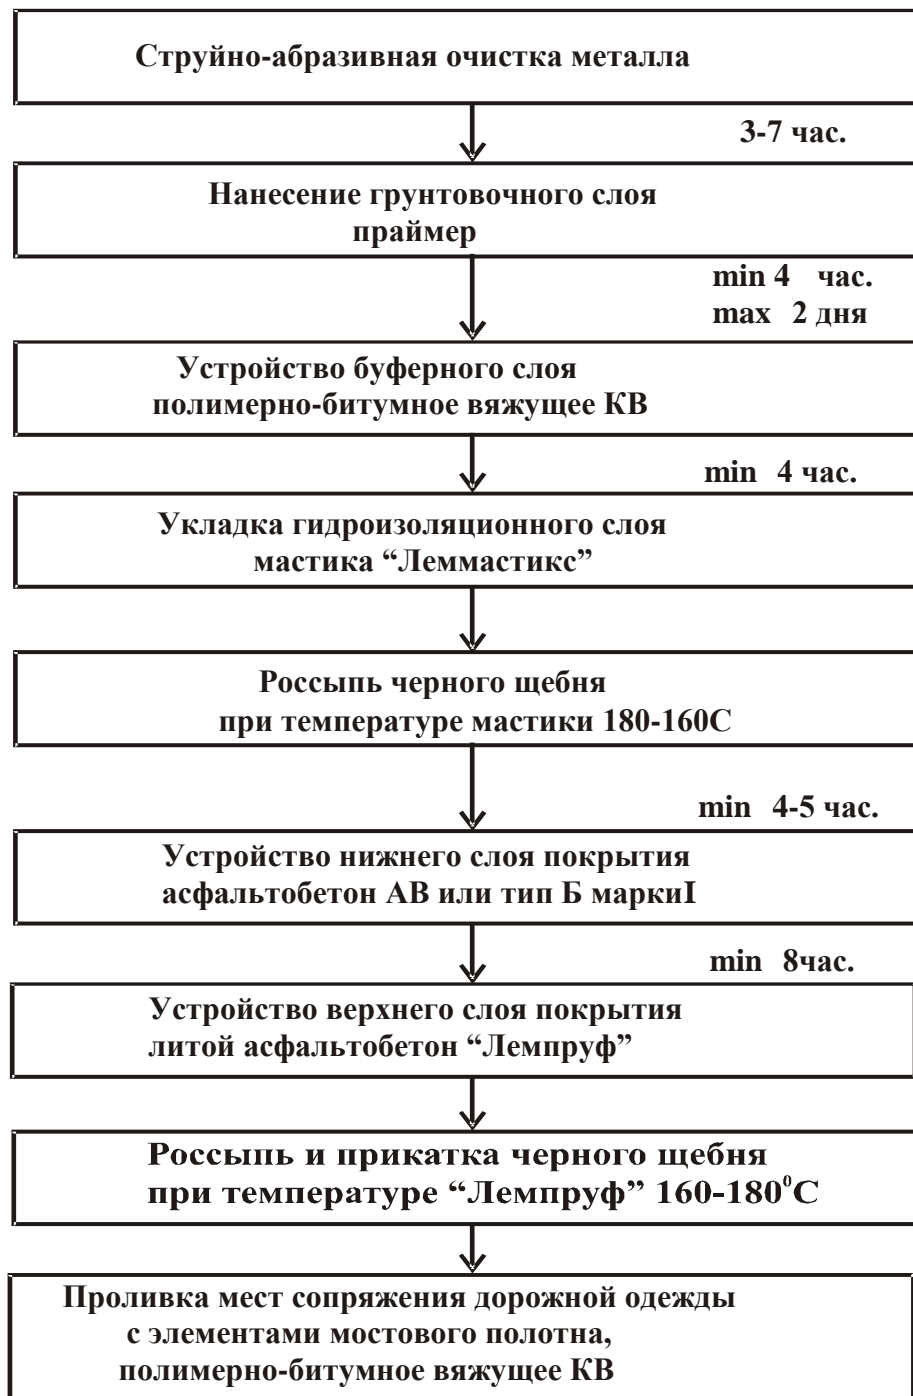 Струйно-абразивная очистка металла
3-7 час.
Нанесение грунтовочного слоя
праймер
min 4 час.
max 2 дня
Устройство буферного слоя
полимерно-битумное вяжущее КВ
min 4 час.
Укладка гидроизоляционного слоя
мастика “Леммастикс”
Россыпь черного щебня
при температуре мастики 180-160С
min 4-5 час.
Устройство нижнего слоя покрытия
асфальтобетон АВ или тип Б маркиI
min 8час.
Устройство верхнего слоя покрытия
литой асфальтобетон “Лемпруф”
Россыпь и прикатка черного щебня
при температуре “Лемпруф” 160-180⁰С
Проливка мест сопряжения дорожной одежды
с элементами мостового полотна,
полимерно-битумное вяжущее КВ